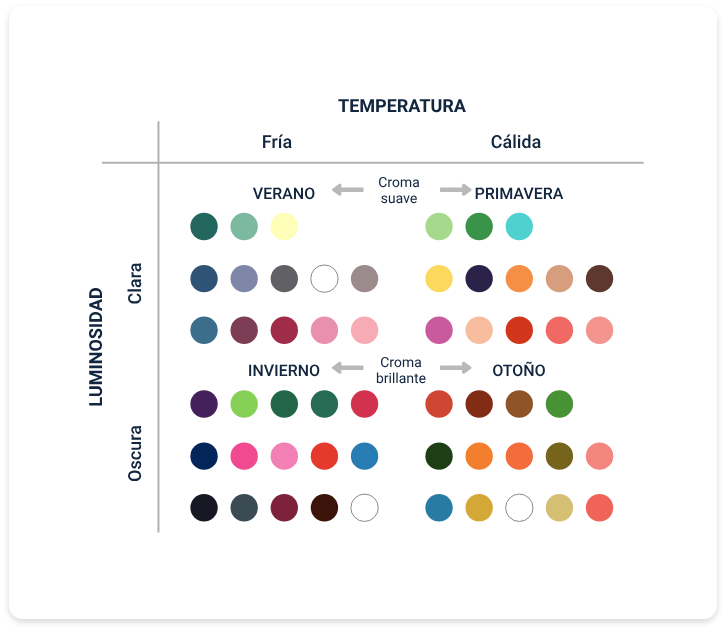 TEMPERATURA
Fría
Cálida
VERANO
Croma
suave
PRIMAVERA
Clara
LUMINOSIDAD
INVIERNO
Croma
brillante
OTOÑO
Oscura